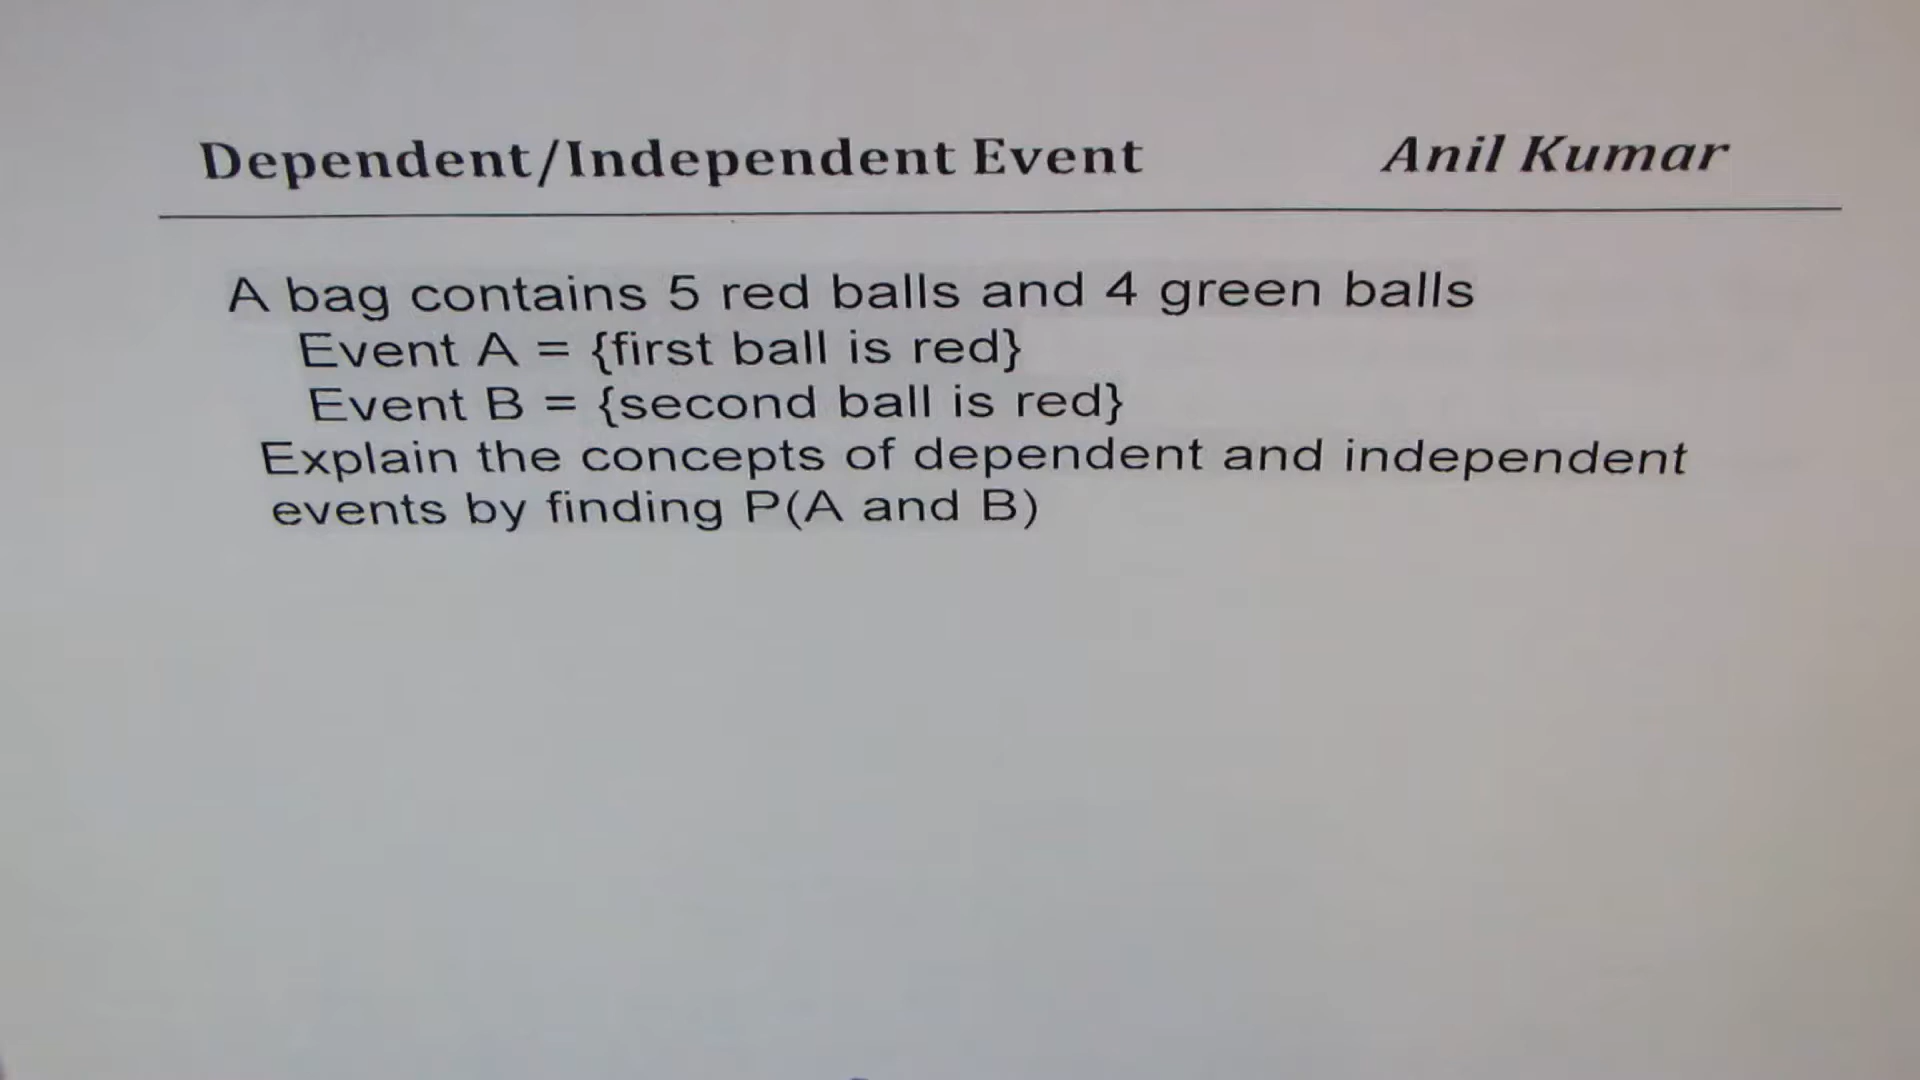 Dependent/Independent Event Anil Kumar
A bag contains 5 red balls and 4 green balls
Event A = {first ball is red}
Event B = {second ball is red}
Explain the concepts of dependent and independent
events by finding P(A and B)